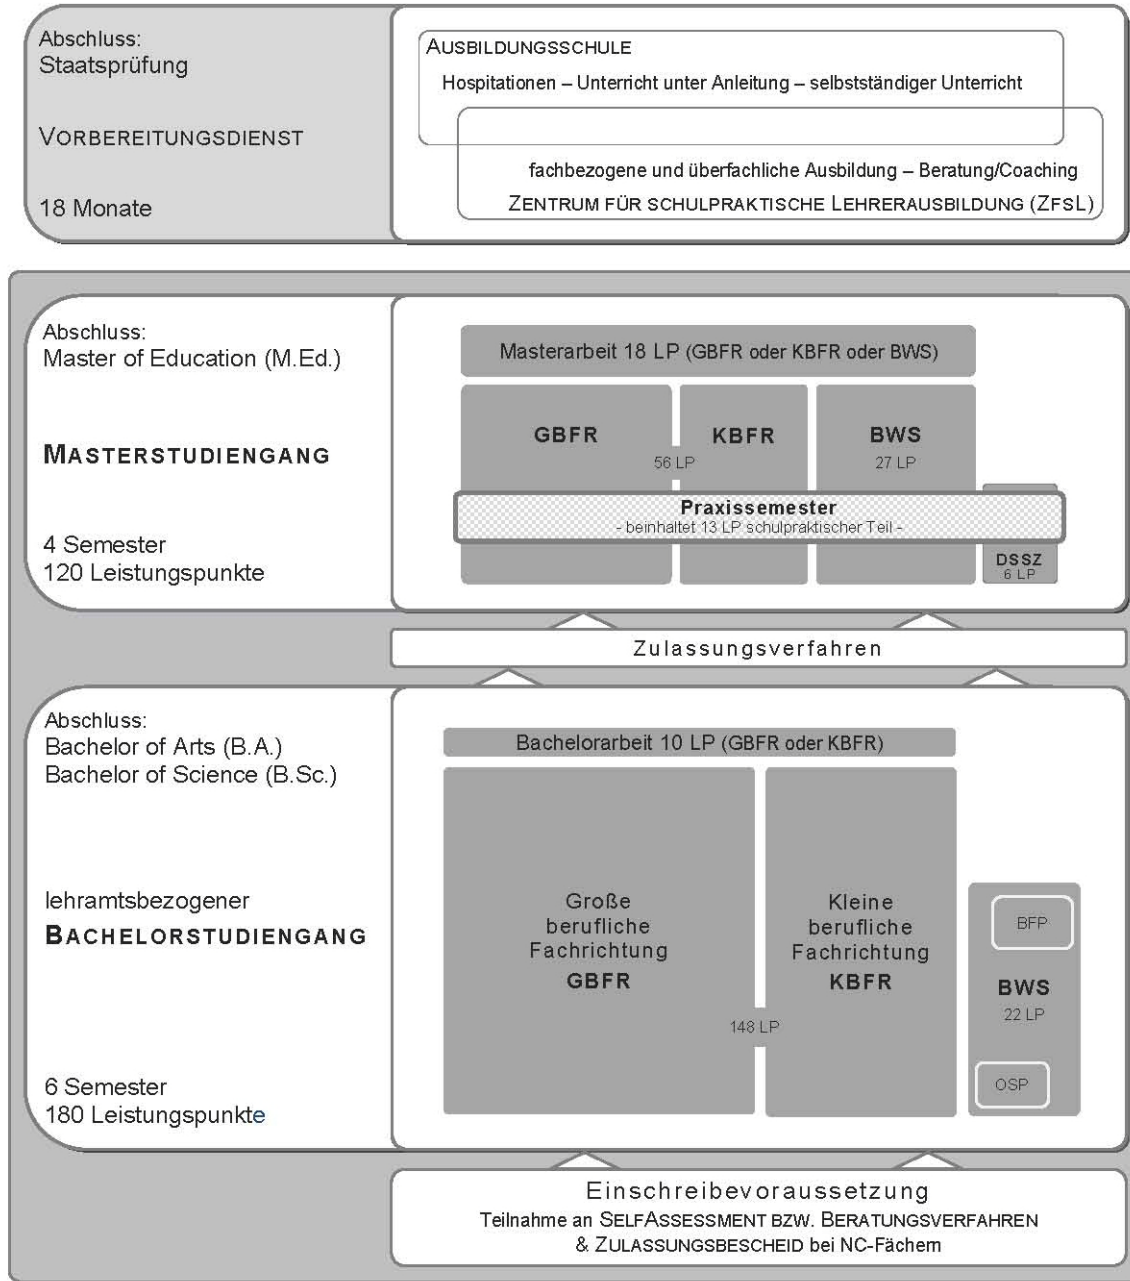 Abschluss:
Staatsprüfung
VORBEREITUNGSDIENST
18 Monate
AUSBILDUNGSSCHULE
Hospitationen – Unterricht unter Anleitung – selbstständiger Unterricht
fachbezogene und überfachliche Ausbildung – Beratung/Coaching
ZENTRUM FÜR SCHULPRAKTISCHE LEHRERAUSBILDUNG (ZFSL)
Abschluss:
Master of Education (M.Ed.)
MASTERSTUDIENGANG
4 Semester
120 Leistungspunkte
Masterarbeit 18 LP (GBFR oder KBFR oder BWS)
GBFR
KBFR
56 LP
BWS
27 LP
Praxissemester
- beinhaltet 13 LP schulpraktischer Teil -
DSSZ
6 LP
Zulassungsverfahren
Abschluss:
Bachelor of Arts (B.A.)
Bachelor of Science (B.Sc.)
lehramtsbezogener
BACHELORSTUDIENGANG
6 Semester
180 Leistungspunkte
Bachelorarbeit 10 LP (GBFR oder KBFR)
Große
berufliche
Fachrichtung
GBFR
Kleine
berufliche
Fachrichtung
KBFR
148 LP
BFP
BWS
22 LP
OSP
Einschreibevoraussetzung
Teilnahme an SELFASSESSMENT BZW. BERATUNGSVERFAHREN
& ZULASSUNGSBESCHEID bei NC-Fächern